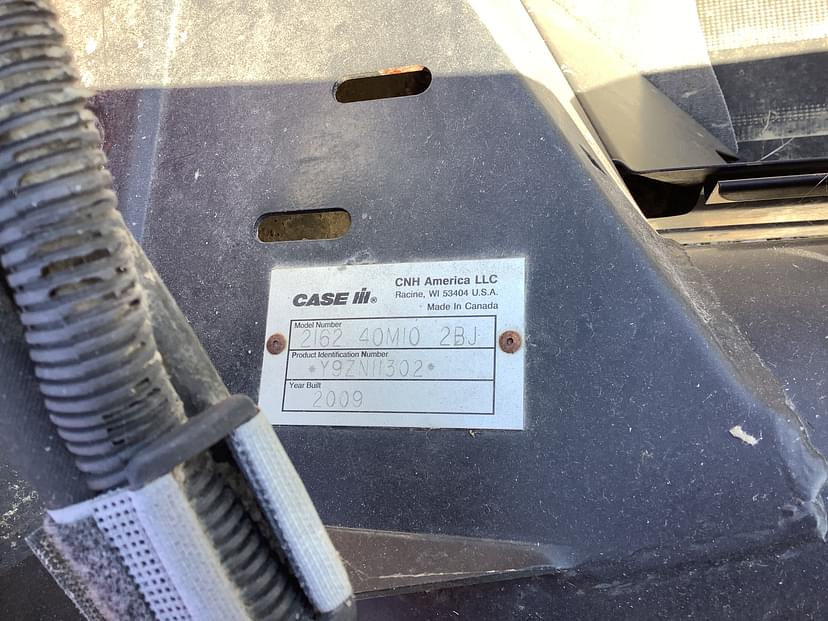 CASE IH®
CNH America LLC
Racine, WI 53404 U.S.A.
Made In Canada
Model Number
2162 40M10 2BJ
Product Identification Number
*Y9ZN11302*
Year Built
2009